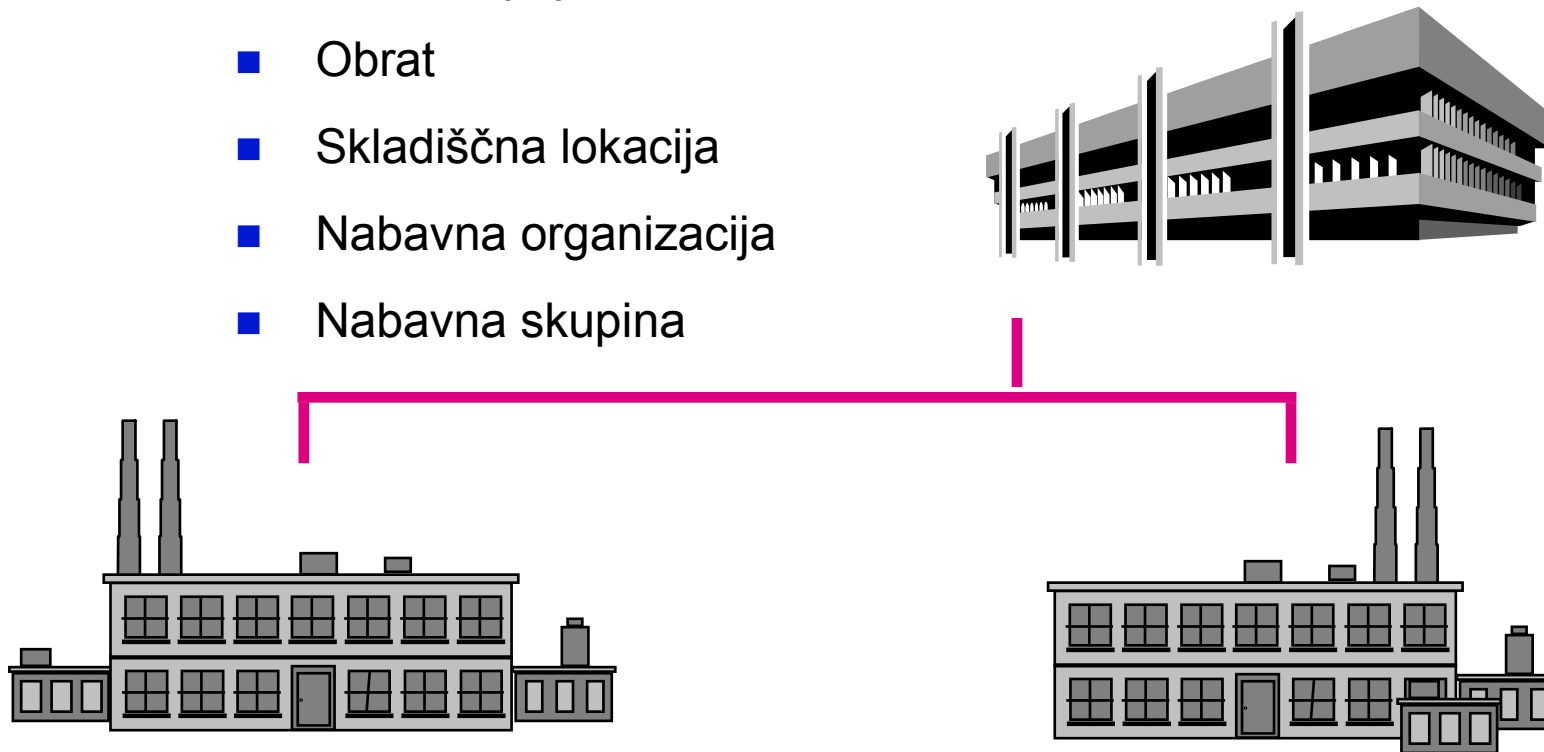 Obrat
Skladiščna lokacija
Nabavna organizacija
Nabavna skupina